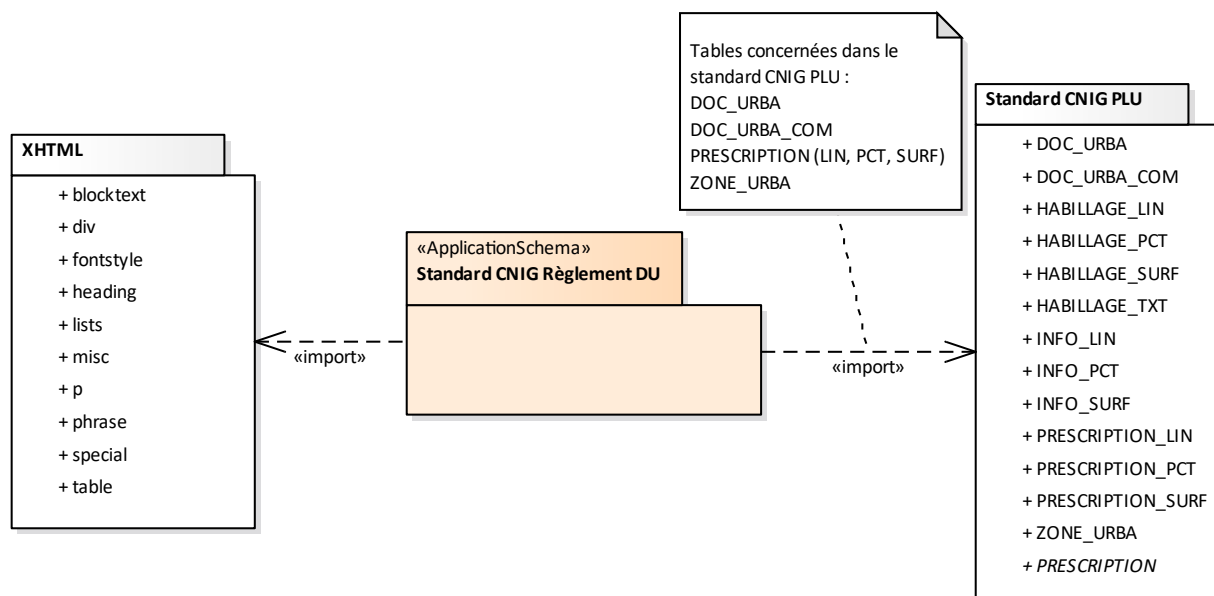 XHTML
+ blocktext
+ div
+ fontstyle
+ heading
+ lists
+ misc
+ p
+ phrase
+ special
+ table
«ApplicationSchema»
Standard CNIG Règlement DU
«import»
«import»
Tables concernées dans le
standard CNIG PLU :
DOC_URBA
DOC_URBA_COM
PRESCRIPTION (LIN, PCT, SURF)
ZONE_URBA
Standard CNIG PLU
+ DOC_URBA
+ DOC_URBA_COM
+ HABILLAGE_LIN
+ HABILLAGE_PCT
+ HABILLAGE_SURF
+ HABILLAGE_TXT
+ INFO_LIN
+ INFO_PCT
+ INFO_SURF
+ PRESCRIPTION_LIN
+ PRESCRIPTION_PCT
+ PRESCRIPTION_SURF
+ ZONE_URBA
+ PRESCRIPTION